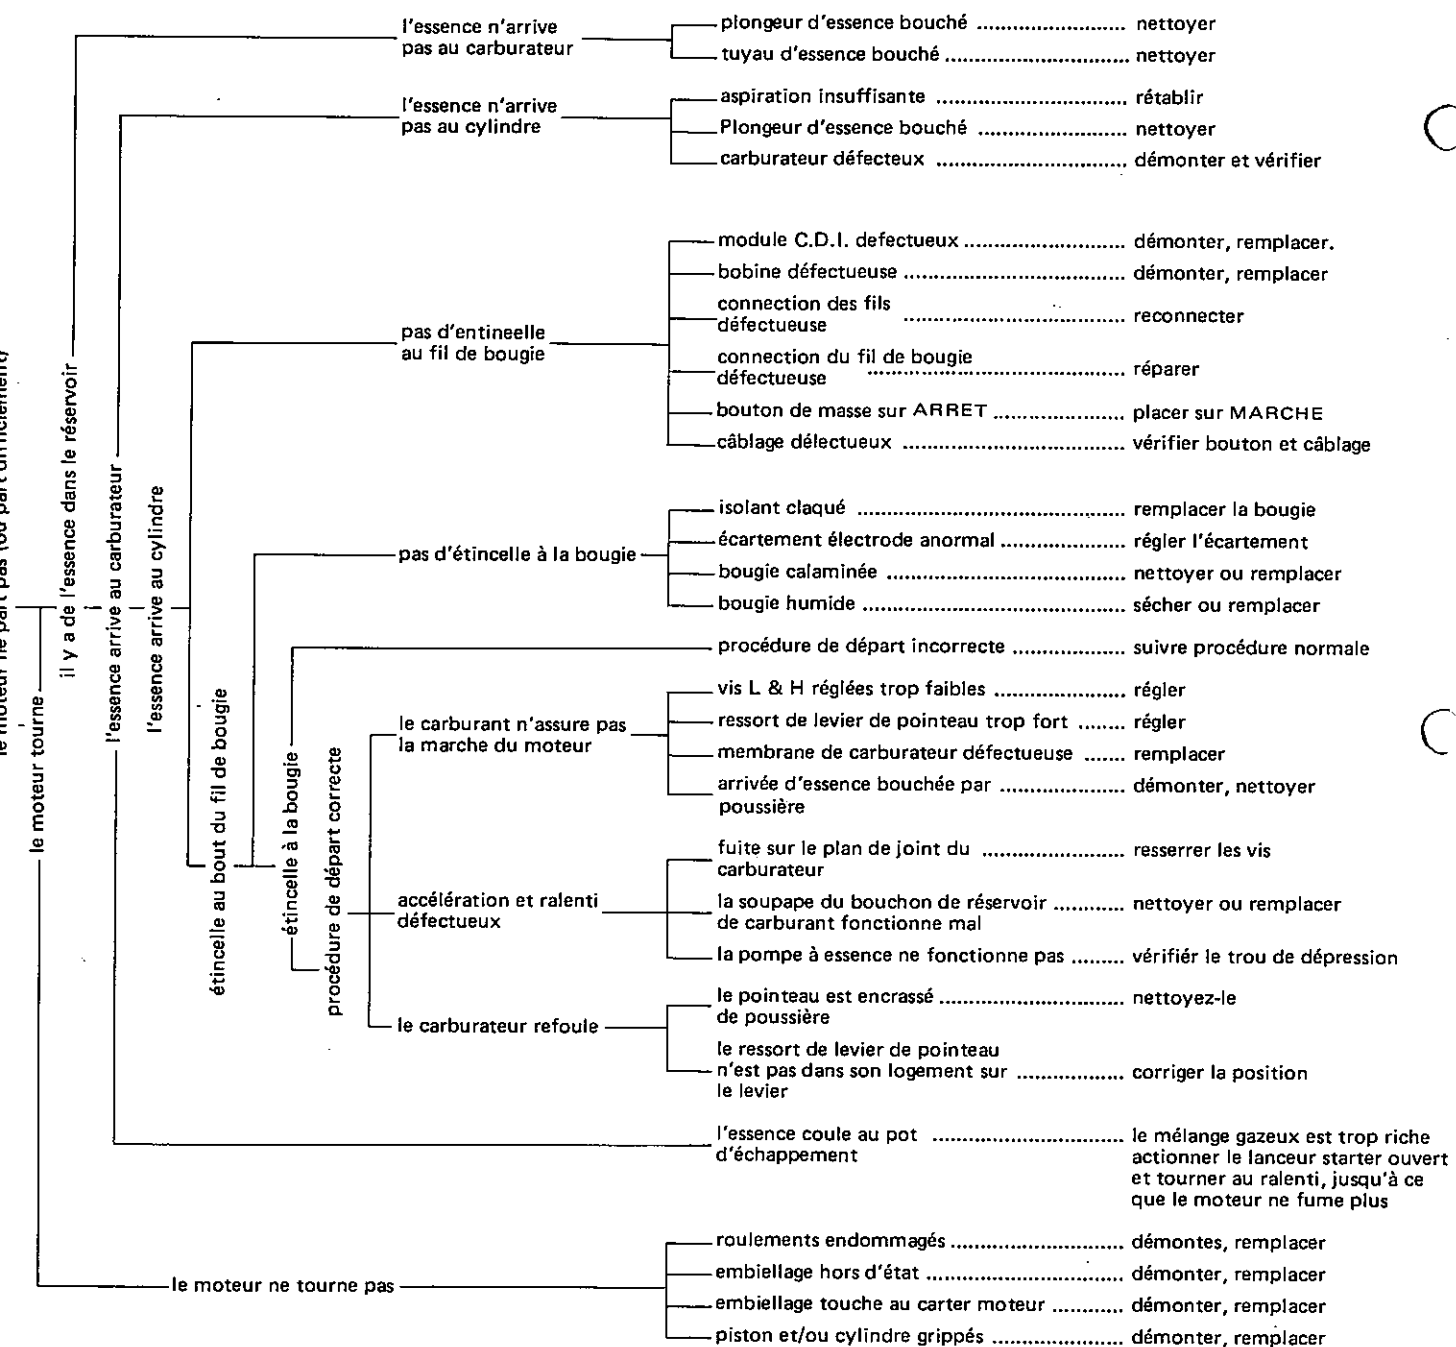 l'essence n'arrive
pas au carburateur
plongeur d'essence bouché ........ nettoyer
tuyau d'essence bouché ........ nettoyer
l'essence n'arrive
pas au cylindre
aspiration insuffisante ........ rétablir
Plongeur d'essence bouché ........ nettoyer
carburateur défecteux ........ démonter et vérifier
pas d'entineelle
au fil de bougie
module C.D.I. defectueux ........ démonter, remplacer.
bobine défectueuse ........ démonter, remplacer
connection des fils
défectueuse ........ reconnecter
connection du fil de bougie
défectueuse ........ réparer
bouton de masse sur ARRET ........ placer sur MARCHE
câblage délectueux ........ vérifier bouton et câblage
pas d'étincelle à la bougie
isolant claqué ........ remplacer la bougie
écartement électrode anormal ........ régler l'écartement
bougie calaminée ........ nettoyer ou remplacer
bougie humide ........ sécher ou remplacer
procédure de départ incorrecte ........ suivre procédure normale
le carburant n'assure pas
la marche du moteur
vis L & H réglées trop faibles ........ régler
ressort de levier de pointeau trop fort ........ régler
membrane de carburateur défectueuse ....... remplacer
arrivée d'essence bouchée par ........ démonter, nettoyer
poussière
accélération et ralenti
défectueux
fuite sur le plan de joint du ........ resserrer les vis
carburateur
la soupape du bouchon de réservoir ........ nettoyer ou remplacer
de carburant fonctionne mal
la pompe à essence ne fonctionne pas ......... vérifiér le trou de dépression
le carburateur refoule
le pointeau est encrassé ........ nettoyez-le
de poussière
le ressort de levier de pointeau
n'est pas dans son logement sur ........ corriger la position
le levier
l'essence coule au pot ........ le mélange gazeux est trop riche
d'échappement
actionner le lanceur starter ouvert
et tourner au ralenti, jusqu'à ce
que le moteur ne fume plus
le moteur ne tourne pas
roulements endommagés ........ démontes, remplacer
embiellage hors d'état ........ démonter, remplacer
embiellage touche au carter moteur ........ démonter, remplacer
piston et/ou cylindre grippés ........ démonter, remplacer
le moteur ne part pas (ou part difficilement)
le moteur tourne
il y a de l'essence dans le réservoir
l'essence arrive au carburateur
l'essence arrive au cylindre
étincelle au bout du fil de bougie
étincelle à la bougie
procédure de départ correcte